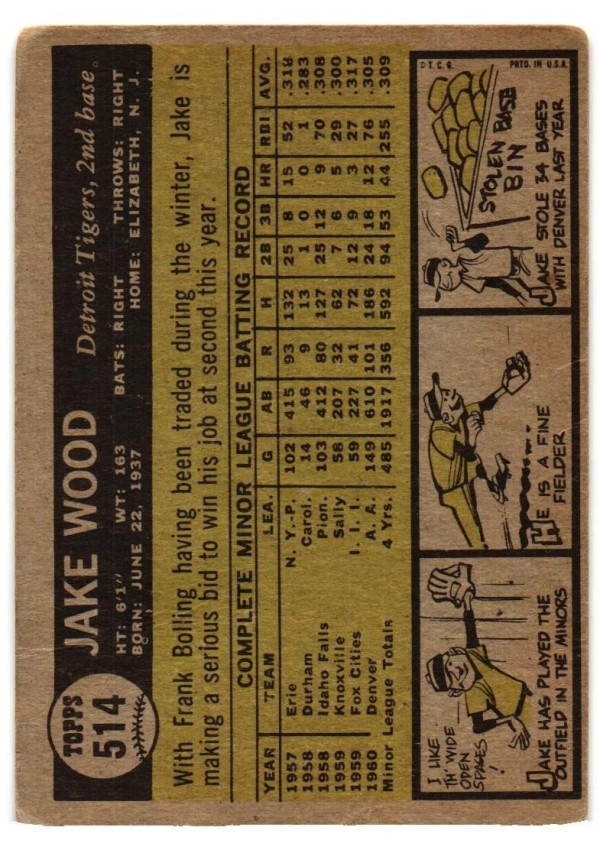 TOPPS
514
JAKE WOOD
Detroit Tigers, 2nd base
HT: 6'1" WT: 163 BATS: RIGHT THROWS: RIGHT
BORN: JUNE 22, 1937 HOME: ELIZABETH, N. J.
With Frank Bolling having been traded during the winter, Jake is
making a serious bid to win his job at second this year.
COMPLETE MINOR LEAGUE BATTING RECORD
YEAR TEAM LEA. G AB R H 2B 3B HR RBI AVG.
1957 Erie N. Y.-P. 102 415 93 132 25 8 15 52 .318
1958 Durham Carol. 14 46 9 13 1 0 0 1 .283
1958 Idaho Falls Pion. 103 412 80 127 25 12 9 70 .308
1959 Knoxville Sally 58 207 32 62 7 6 5 29 .300
1959 Fox Cities I. I. I. 59 227 41 72 12 9 3 27 .317
1960 Denver A. A. 149 610 101 186 24 18 12 76 .305
Minor League Totals 4 Yrs. 485 1917 356 592 94 53 44 255 .309
I LIKE
TH' WIDE
OPEN
SPACES!
JAKE HAS PLAYED THE
OUTFIELD IN THE MINORS
HE IS A FINE
FIELDER
© T. C. G. PRTD. IN U.S.A.
STOLEN BASE
BIN
JAKE STOLE 34 BASES
WITH DENVER LAST YEAR